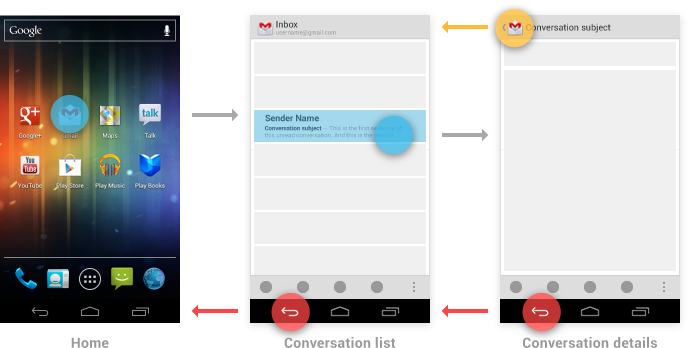 Google
Google+
Gmail
Maps
Talk
talk
YouTube
Play Store
Play Music
Play Books
Home
Inbox
username@gmail.com
Sender Name
Conversation subject - This is the first
this unread conversation. And this is the
Conversation list
Conversation subject
Conversation details